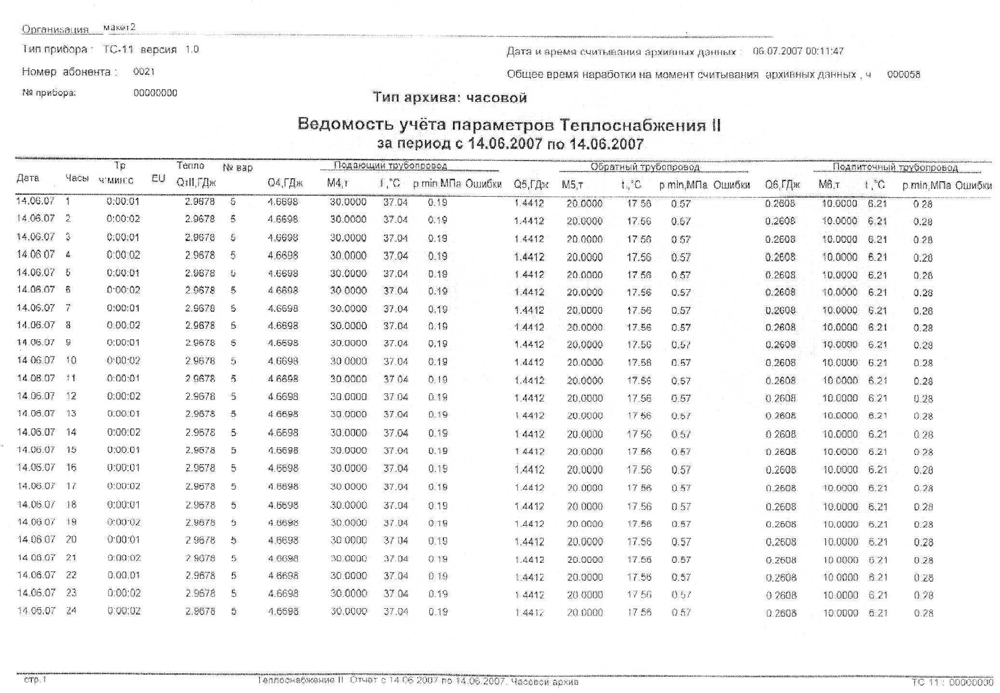 Организация макет2
Тип прибора : ТС-11 версия 1.0
Дата и время считывания архивных данных : 06.07.2007 00:11:47
Номер абонента : 0021
Общее время наработки на момент считывания архивных данных , ч 000058
№ прибора: 00000000
Тип архива: часовой
Ведомость учёта параметров Теплоснабжения II
за период с 14.06.2007 по 14.06.2007
Тр Тепло № вар Подающий трубопровод Обратный трубопровод Подпиточный трубопровод
Дата Часы ч:мин:с EU QтII,ГДж Q4,ГДж М4,т t ,°C p min,МПа Ошибки Q5,ГДж М5,т t ,°C p min,МПа Ошибки Q6,ГДж М6,т t ,°C p min,МПа Ошибки
14.06.07 1 0:00:01 2.9678 5 4.6698 30.0000 37.04 0.19 1.4412 20.0000 17.56 0.57 0.2608 10.0000 6.21 0.28
14.06.07 2 0:00:02 2.9678 5 4.6698 30.0000 37.04 0.19 1.4412 20.0000 17.56 0.57 0.2608 10.0000 6.21 0.28
14.06.07 3 0:00:01 2.9678 5 4.6698 30.0000 37.04 0.19 1.4412 20.0000 17.56 0.57 0.2608 10.0000 6.21 0.28
14.06.07 4 0:00:02 2.9678 5 4.6698 30.0000 37.04 0.19 1.4412 20.0000 17.56 0.57 0.2608 10.0000 6.21 0.28
14.06.07 5 0:00:01 2.9678 5 4.6698 30.0000 37.04 0.19 1.4412 20.0000 17.56 0.57 0.2608 10.0000 6.21 0.28
14.06.07 6 0:00:02 2.9678 5 4.6698 30.0000 37.04 0.19 1.4412 20.0000 17.56 0.57 0.2608 10.0000 6.21 0.28
14.06.07 7 0:00:01 2.9678 5 4.6698 30.0000 37.04 0.19 1.4412 20.0000 17.56 0.57 0.2608 10.0000 6.21 0.28
14.06.07 8 0:00:02 2.9678 5 4.6698 30.0000 37.04 0.19 1.4412 20.0000 17.56 0.57 0.2608 10.0000 6.21 0.28
14.06.07 9 0:00:01 2.9678 5 4.6698 30.0000 37.04 0.19 1.4412 20.0000 17.56 0.57 0.2608 10.0000 6.21 0.28
14.06.07 10 0:00:02 2.9678 5 4.6698 30.0000 37.04 0.19 1.4412 20.0000 17.56 0.57 0.2608 10.0000 6.21 0.28
14.06.07 11 0:00:01 2.9678 5 4.6698 30.0000 37.04 0.19 1.4412 20.0000 17.56 0.57 0.2608 10.0000 6.21 0.28
14.06.07 12 0:00:02 2.9678 5 4.6698 30.0000 37.04 0.19 1.4412 20.0000 17.56 0.57 0.2608 10.0000 6.21 0.28
14.06.07 13 0:00:01 2.9678 5 4.6698 30.0000 37.04 0.19 1.4412 20.0000 17.56 0.57 0.2608 10.0000 6.21 0.28
14.06.07 14 0:00:02 2.9678 5 4.6698 30.0000 37.04 0.19 1.4412 20.0000 17.56 0.57 0.2608 10.0000 6.21 0.28
14.06.07 15 0:00:01 2.9678 5 4.6698 30.0000 37.04 0.19 1.4412 20.0000 17.56 0.57 0.2608 10.0000 6.21 0.28
14.06.07 16 0:00:01 2.9678 5 4.6698 30.0000 37.04 0.19 1.4412 20.0000 17.56 0.57 0.2608 10.0000 6.21 0.28
14.06.07 17 0:00:02 2.9678 5 4.6698 30.0000 37.04 0.19 1.4412 20.0000 17.56 0.57 0.2608 10.0000 6.21 0.28
14.06.07 18 0:00:01 2.9678 5 4.6698 30.0000 37.04 0.19 1.4412 20.0000 17.56 0.57 0.2608 10.0000 6.21 0.28
14.06.07 19 0:00:02 2.9678 5 4.6698 30.0000 37.04 0.19 1.4412 20.0000 17.56 0.57 0.2608 10.0000 6.21 0.28
14.06.07 20 0:00:01 2.9678 5 4.6698 30.0000 37.04 0.19 1.4412 20.0000 17.56 0.57 0.2608 10.0000 6.21 0.28
14.06.07 21 0:00:02 2.9678 5 4.6698 30.0000 37.04 0.19 1.4412 20.0000 17.56 0.57 0.2608 10.0000 6.21 0.28
14.06.07 22 0:00:01 2.9678 5 4.6698 30.0000 37.04 0.19 1.4412 20.0000 17.56 0.57 0.2608 10.0000 6.21 0.28
14.06.07 23 0:00:02 2.9678 5 4.6698 30.0000 37.04 0.19 1.4412 20.0000 17.56 0.57 0.2608 10.0000 6.21 0.28
14.06.07 24 0:00:02 2.9678 5 4.6698 30.0000 37.04 0.19 1.4412 20.0000 17.56 0.57 0.2608 10.0000 6.21 0.28
стр.1 Теплоснабжение II Отчет с 14.06.2007 по 14.06.2007. Часовой архив ТС 11 : 00000000